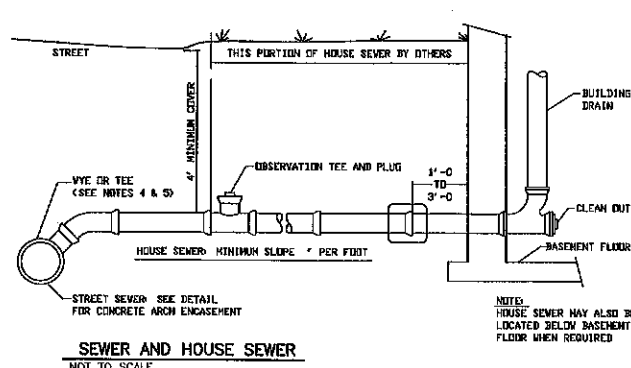 STREET
THIS PORTION OF HOUSE SEWER BY OTHERS
4' MINIMUM COVER
BUILDING
DRAIN
OBSERVATION TEE AND PLUG
1'-0
TO
3'-0
WYE OR TEE
(SEE NOTES 4 & 5)
CLEAN OUT
HOUSE SEWER: MINIMUM SLOPE " PER FOOT
BASEMENT FLOOR
STREET SEWER: SEE DETAIL
FOR CONCRETE ARCH ENCASEMENT
NOTE:
HOUSE SEWER MAY ALSO B
LOCATED BELOW BASEMENT
FLOOR WHEN REQUIRED
SEWER AND HOUSE SEWER
NOT TO SCALE